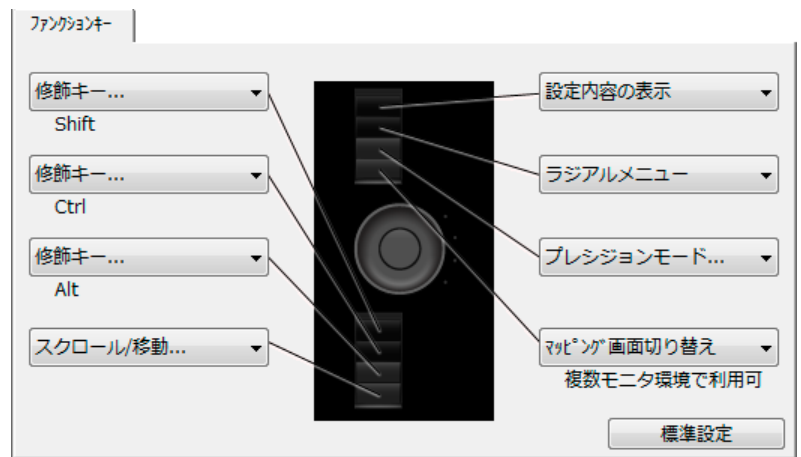 ﾌｧﾝｸｼｮﾝｷｰ
修飾キー...
Shift
修飾キー...
Ctrl
修飾キー...
Alt
スクロール/移動...
設定内容の表示
ラジアルメニュー
プレシジョンモード...
ﾏｯﾋﾟﾝｸﾞ画面切り替え
複数モニタ環境で利用可
標準設定